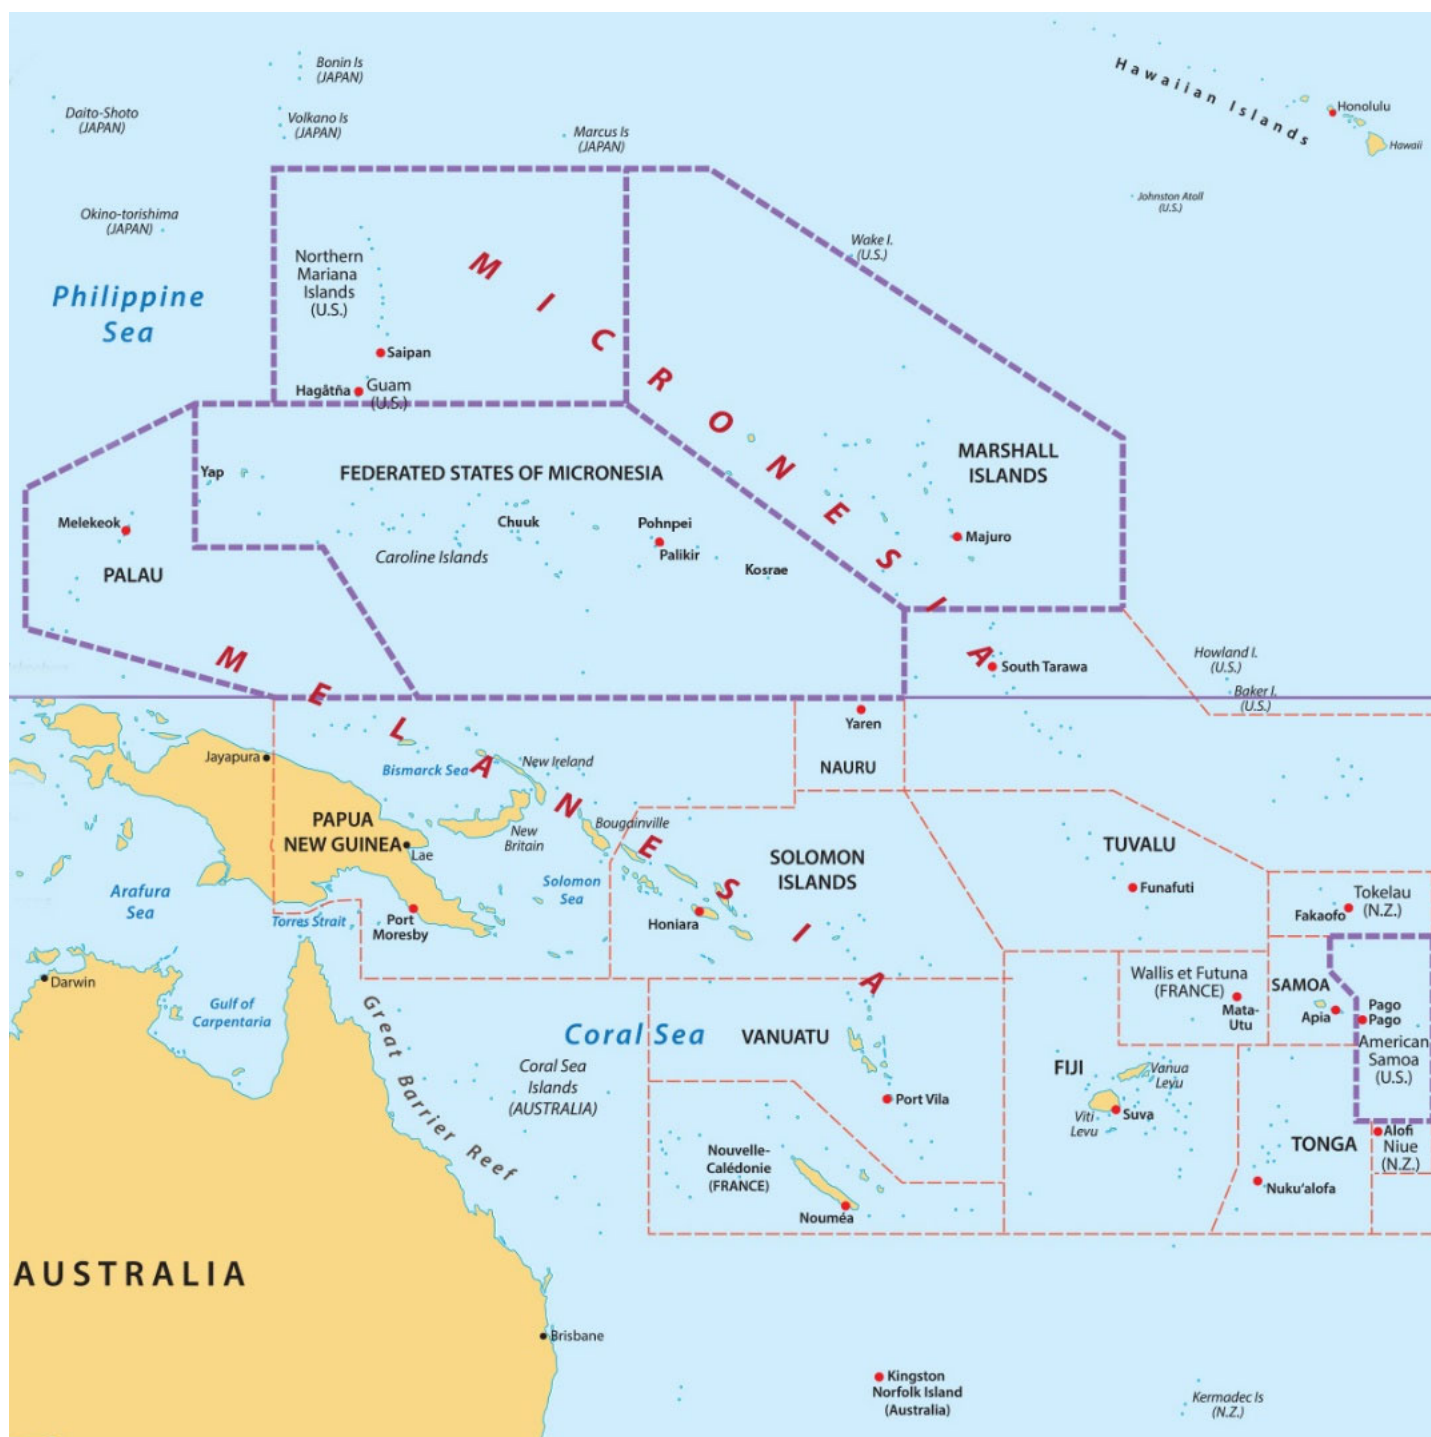 Bonin Is
(JAPAN)
Daito-Shoto
(JAPAN)
Volkano Is
(JAPAN)
Marcus Is
(JAPAN)
Hawaiian Islands
Honolulu
Hawaii
Johnston Atoll
(U.S.)
Okino-torishima
(JAPAN)
Wake I.
(U.S.)
Philippine
Sea
Northern
Mariana
Islands
(U.S.)
MICRONESIA
Saipan
Hagåtña
Guam
(U.S.)
Yap
FEDERATED STATES OF MICRONESIA
MARSHALL
ISLANDS
Melekeok
PALAU
Chuuk
Caroline Islands
Pohnpei
Palikir
Kosrae
Majuro
South Tarawa
Howland I.
(U.S.)
Baker I.
(U.S.)
MELANESIA
Yaren
NAURU
Jayapura
Bismarck Sea
New Ireland
PAPUA
NEW GUINEA
Lae
New
Britain
Bougainville
SOLOMON
ISLANDS
TUVALU
Funafuti
Arafura
Sea
Solomon
Sea
Torres Strait
Port
Moresby
Honiara
Tokelau
(N.Z.)
Fakaofo
Darwin
Gulf of
Carpentaria
Great Barrier Reef
Coral Sea
Coral Sea
Islands
(AUSTRALIA)
VANUATU
Port Vila
Wallis et Futuna
(FRANCE)
Mata-
Utu
SAMOA
Apia
Pago
Pago
American
Samoa
(U.S.)
FIJI
Vanua
Levu
Viti
Levu
Suva
Nouvelle-
Calédonie
(FRANCE)
Nouméa
TONGA
Nuku'alofa
Alofi
Niue
(N.Z.)
AUSTRALIA
Brisbane
Kingston
Norfolk Island
(Australia)
Kermadec Is
(N.Z.)